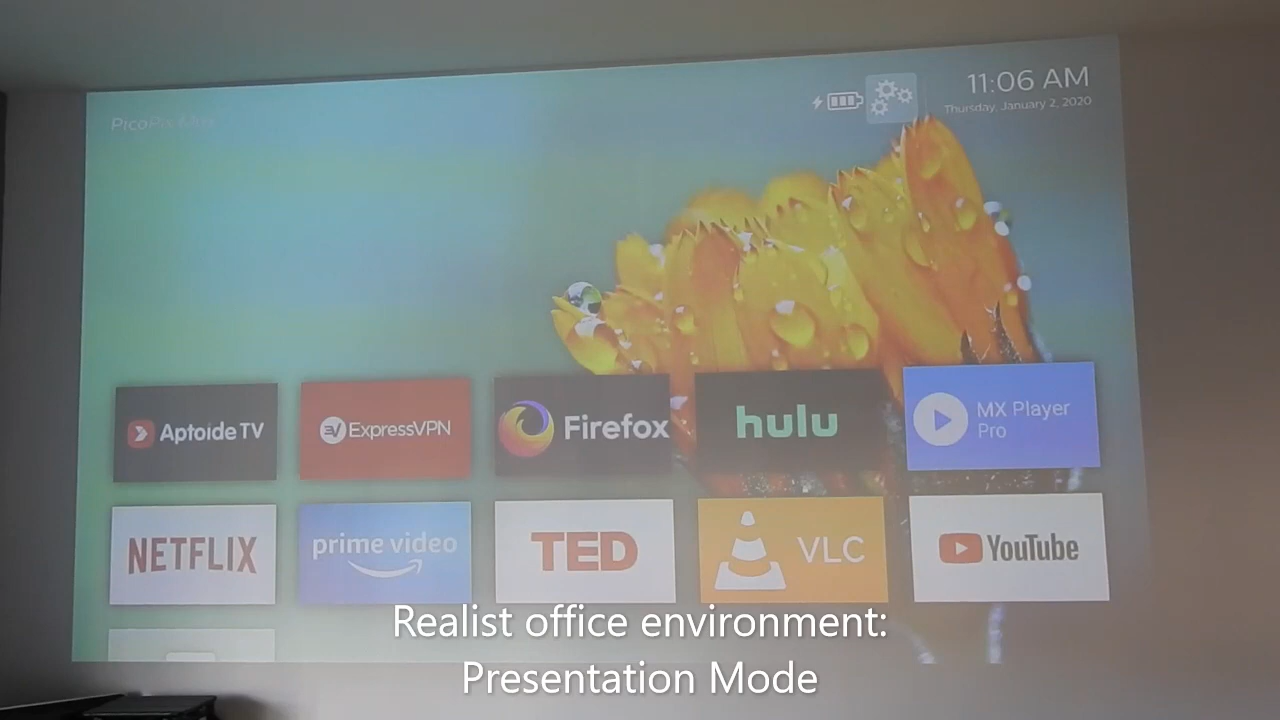 PicoPix Max
11:06 AM
Thursday, January 2, 2020
Aptoide TV
ExpressVPN
Firefox
hulu
MX Player
Pro
NETFLIX
prime video
TED
VLC
YouTube
Realist office environment:
Presentation Mode